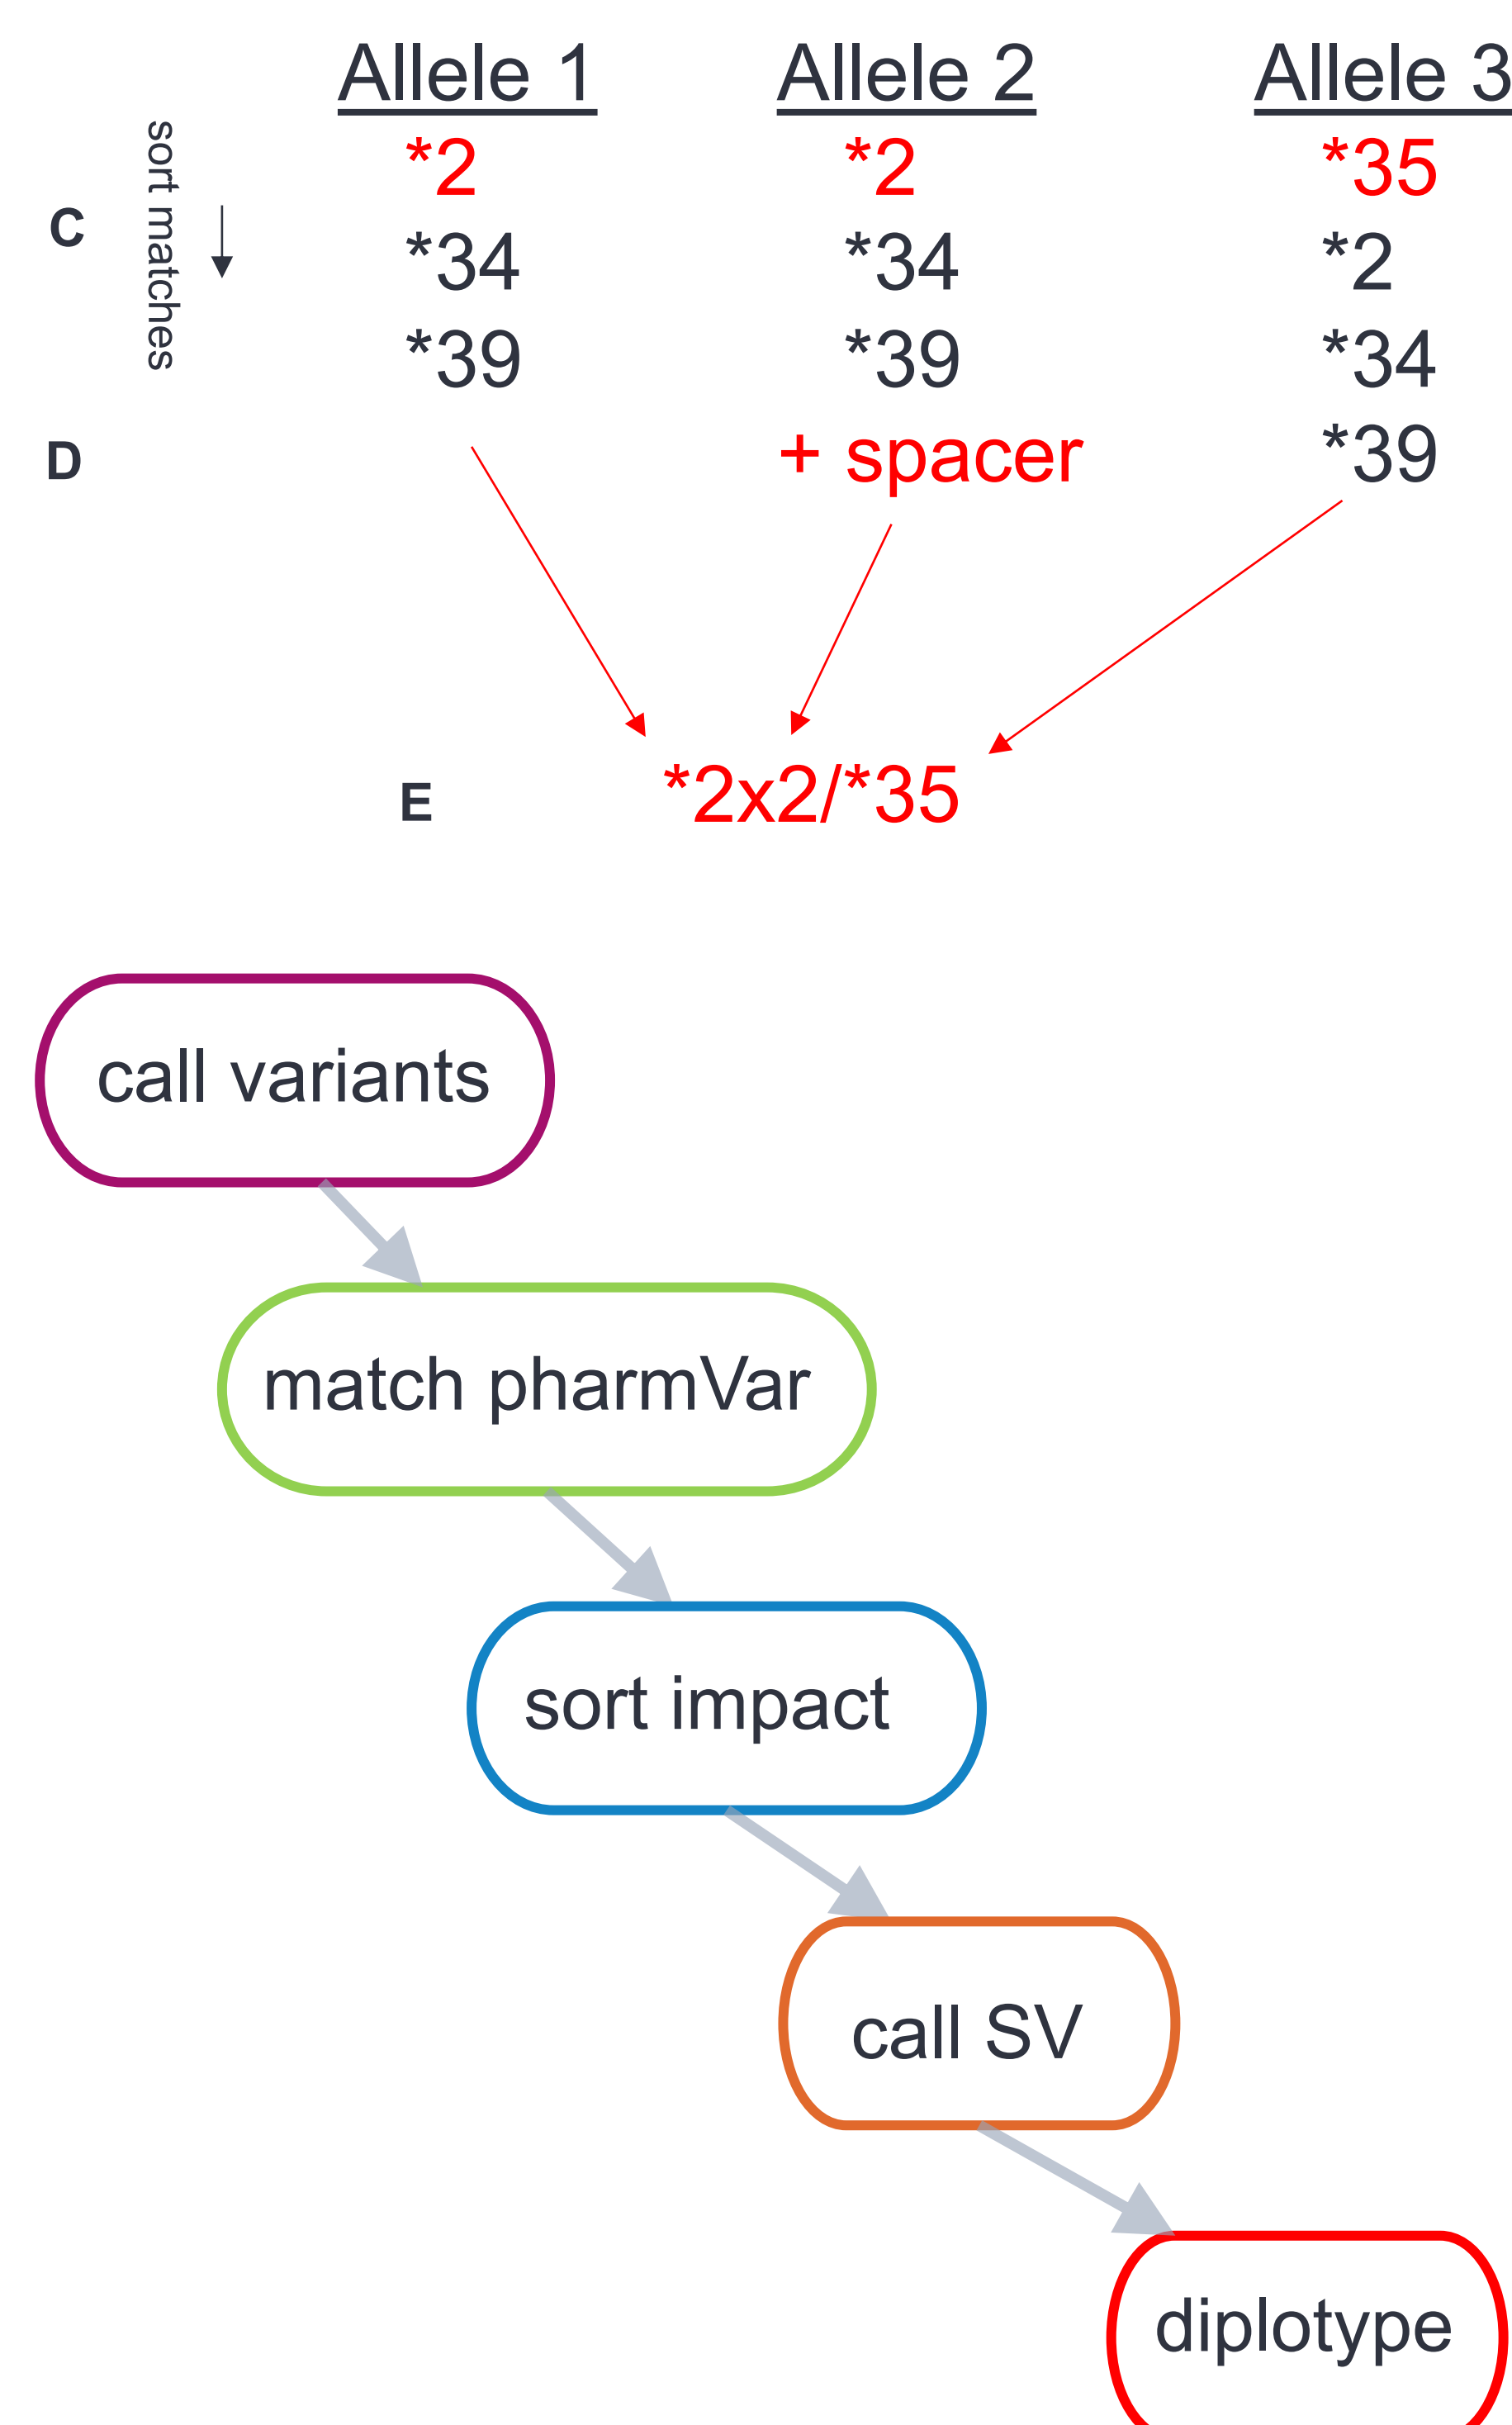 Allele 1 Allele 2 Allele 3
*2 *2 *35
C sort matches *34 *34 *2
*39 *39 *34
D + spacer *39
E *2x2/*35
call variants
match pharmVar
sort impact
call SV
diplotype